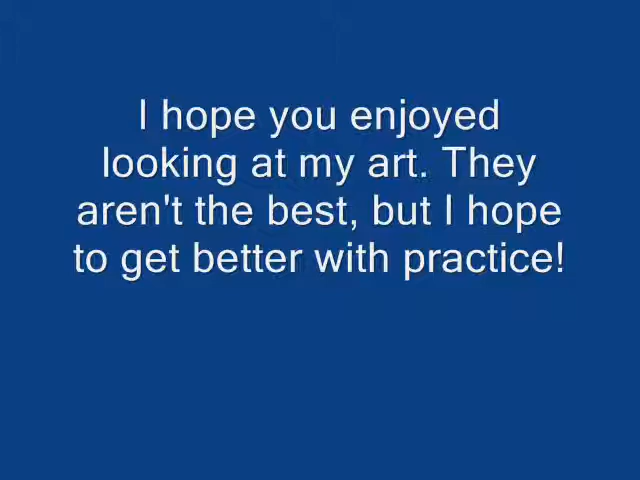 I hope you enjoyed
looking at my art. They
aren't the best, but I hope
to get better with practice!